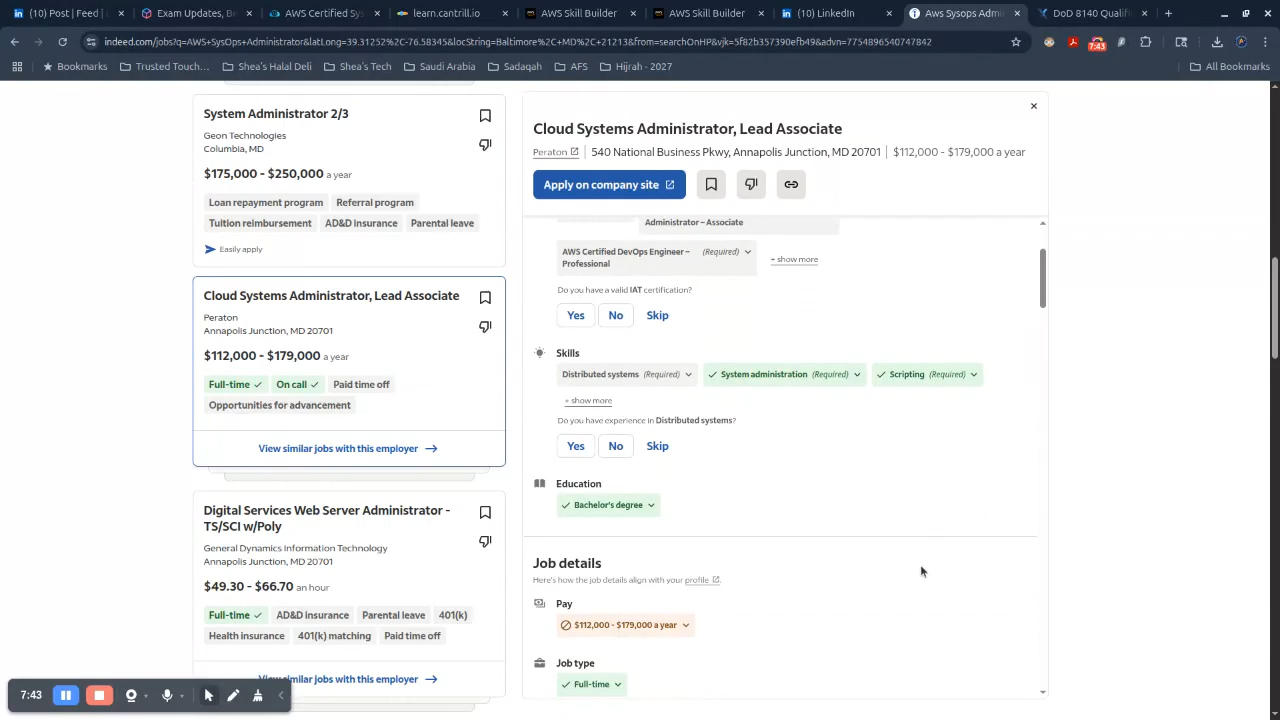 (10) Post | Feed |
Exam Updates, B
AWS Certified Sys
learn.cantrill.io
AWS Skill Builder
AWS Skill Builder
(10) LinkedIn
Aws Sysops Admi
DoD 8140 Qualifi
indeed.com/jobs?q=AWS+SysOps+Administrator&latLong=39.31252%2C-76.58345&locString=Baltimore%2C+MD%2C+21213&from=searchOnHP&vjk=5f82b357390efb49&advn=7754896540747842
7:43
Bookmarks
Trusted Touch...
Shea's Halal Deli
Shea's Tech
Saudi Arabia
Sadaqah
AFS
Hijrah - 2027
All Bookmarks
System Administrator 2/3
Geon Technologies
Columbia, MD
$175,000 - $250,000 a year
Loan repayment program
Referral program
Tuition reimbursement
AD&D insurance
Parental leave
Easily apply
Cloud Systems Administrator, Lead Associate
Peraton
Annapolis Junction, MD 20701
$112,000 - $179,000 a year
Full-time
On call
Paid time off
Opportunities for advancement
View similar jobs with this employer
Digital Services Web Server Administrator -
TS/SCI w/Poly
General Dynamics Information Technology
Annapolis Junction, MD 20701
$49.30 - $66.70 an hour
Full-time
AD&D insurance
Parental leave
401(k)
Health insurance
401(k) matching
Paid time off
similar jobs with this employer
7:43
Cloud Systems Administrator, Lead Associate
Peraton
540 National Business Pkwy, Annapolis Junction, MD 20701
$112,000 - $179,000 a year
Apply on company site
Administrator – Associate
AWS Certified DevOps Engineer – (Required)
Professional
+ show more
Do you have a valid IAT certification?
Yes
No
Skip
Skills
Distributed systems (Required)
System administration (Required)
Scripting (Required)
+ show more
Do you have experience in Distributed systems?
Yes
No
Skip
Education
Bachelor's degree
Job details
Here's how the job details align with your profile.
Pay
$112,000 - $179,000 a year
Job type
Full-time